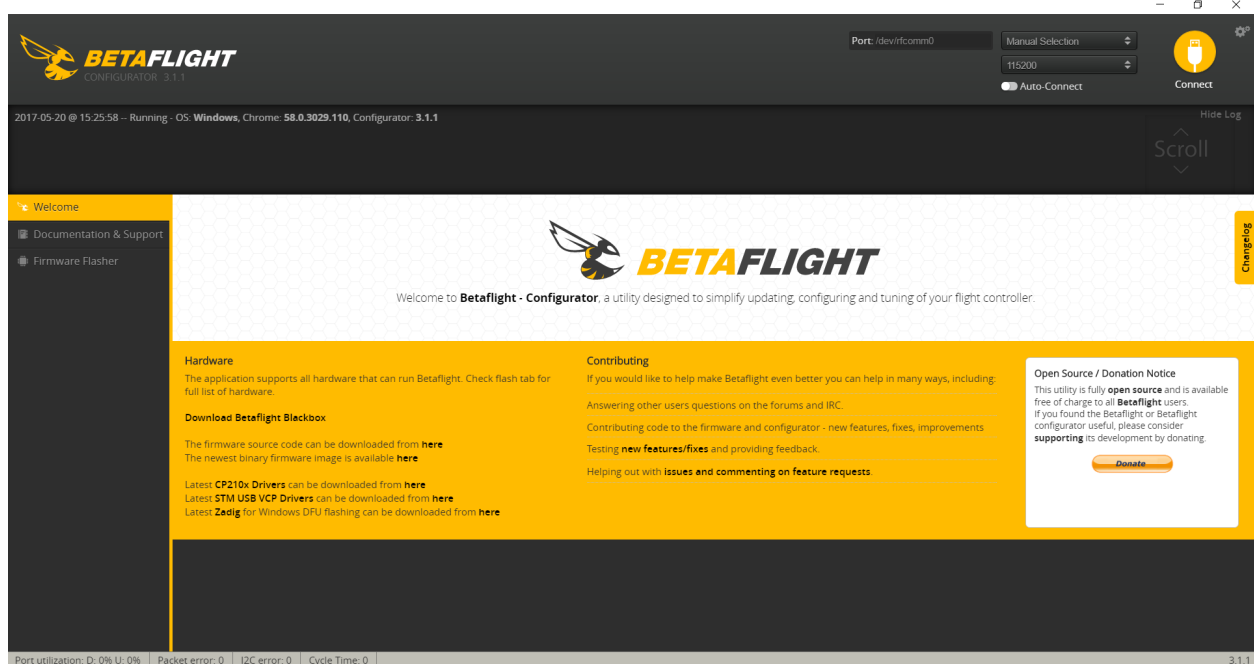 BETAFLIGHT
CONFIGURATOR 3.1.1
Port: /dev/rfcomm0
Manual Selection
115200
Auto-Connect
Connect
2017-05-20 @ 15:25:58 -- Running - OS: Windows, Chrome: 58.0.3029.110, Configurator: 3.1.1
Hide Log
Scroll
Welcome
Documentation & Support
Firmware Flasher
BETAFLIGHT
Welcome to Betaflight - Configurator, a utility designed to simplify updating, configuring and tuning of your flight controller.
Changelog
Hardware
The application supports all hardware that can run Betaflight. Check flash tab for
full list of hardware.
Download Betaflight Blackbox
The firmware source code can be downloaded from here
The newest binary firmware image is available here
Latest CP210x Drivers can be downloaded from here
Latest STM USB VCP Drivers can be downloaded from here
Latest Zadig for Windows DFU flashing can be downloaded from here
Contributing
If you would like to help make Betaflight even better you can help in many ways, including:
Answering other users questions on the forums and IRC.
Contributing code to the firmware and configurator - new features, fixes, improvements
Testing new features/fixes and providing feedback.
Helping out with issues and commenting on feature requests.
Open Source / Donation Notice
This utility is fully open source and is available
free of charge to all Betaflight users.
If you found the Betaflight or Betaflight
configurator useful, please consider
supporting its development by donating.
Donate
Port utilization: D: 0% U: 0%
Packet error: 0
I2C error: 0
Cycle Time: 0
3.1.1